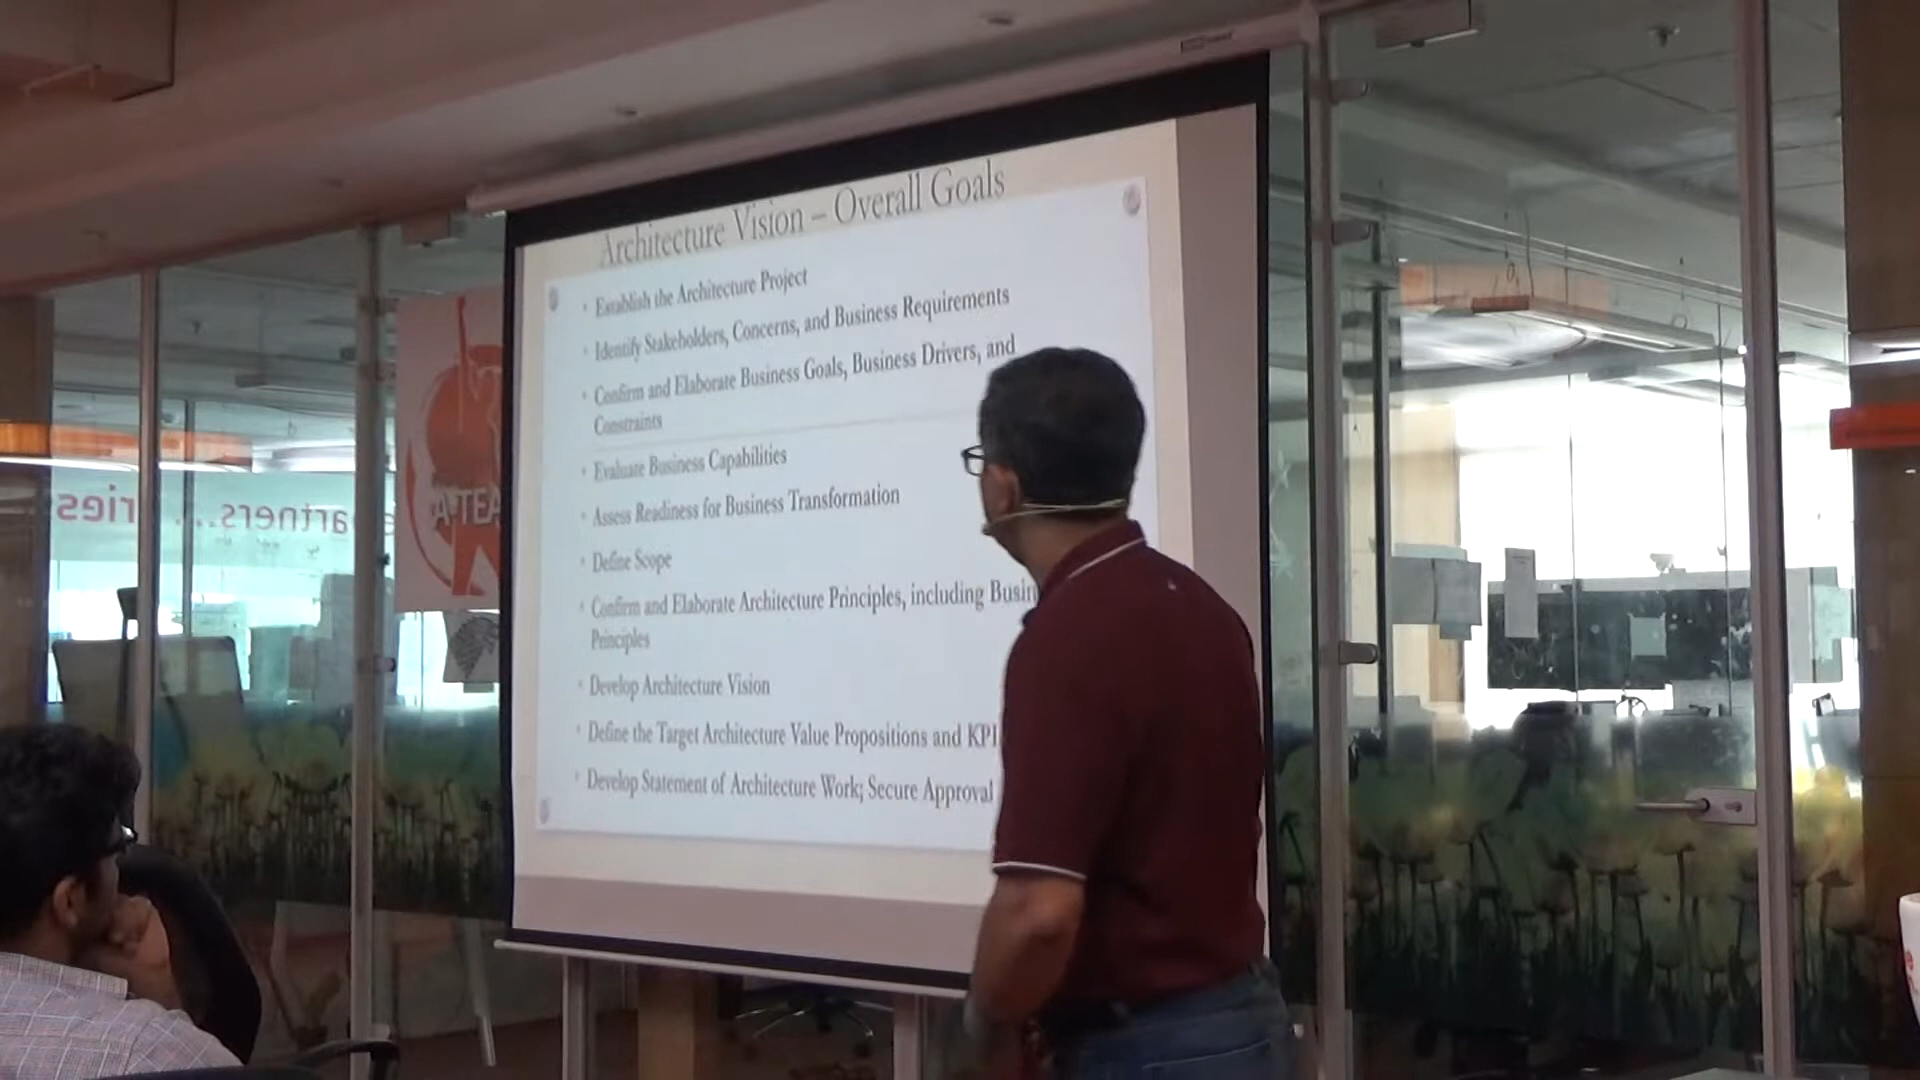 Architecture Vision – Overall Goals
• Establish the Architecture Project
• Identify Stakeholders, Concerns, and Business Requirements
• Confirm and Elaborate Business Goals, Business Drivers, and
Constraints
• Evaluate Business Capabilities
• Assess Readiness for Business Transformation
• Define Scope
• Confirm and Elaborate Architecture Principles, including Busin
Principles
• Develop Architecture Vision
• Define the Target Architecture Value Propositions and KPI
• Develop Statement of Architecture Work; Secure Approval
A-TEA
partners...